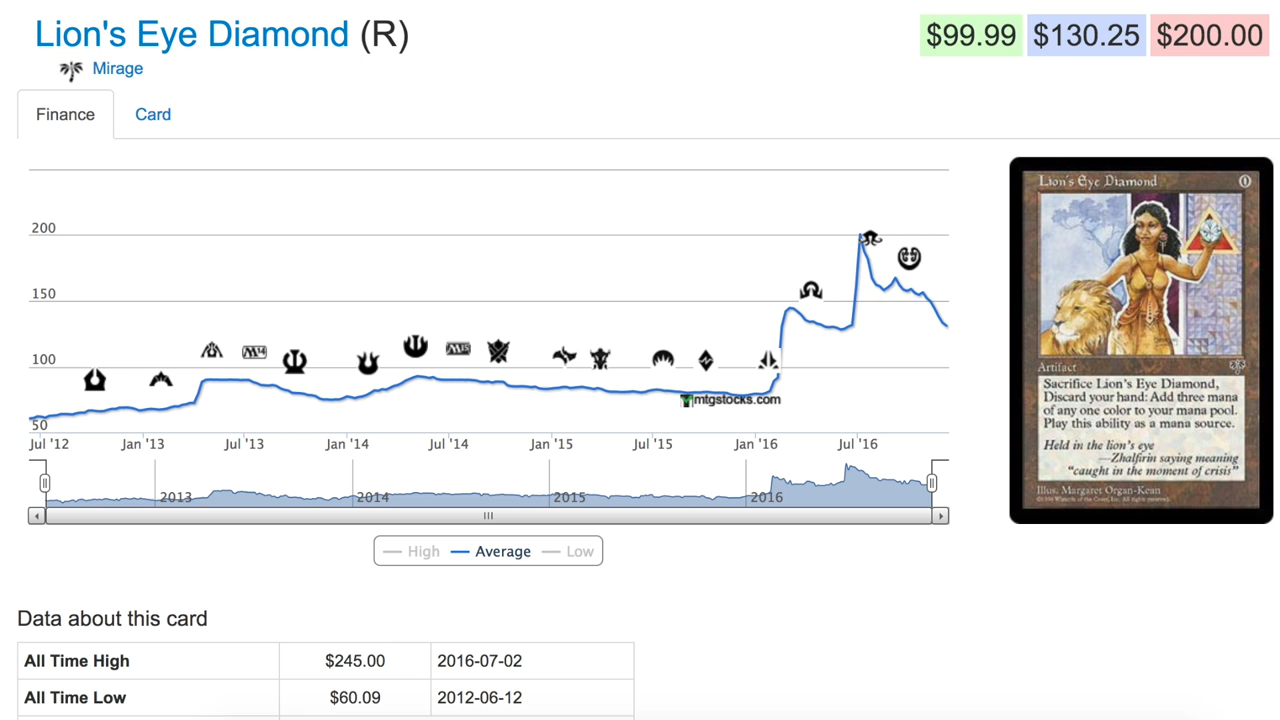 Lion's Eye Diamond (R)
$99.99 $130.25 $200.00
Mirage
Finance
Card
200
150
100
50
M14
M15
mtgstocks.com
Jul '12 Jan '13 Jul '13 Jan '14 Jul '14 Jan '15 Jul '15 Jan '16 Jul '16
2013 2014 2015 2016
High Average Low
Lion's Eye Diamond 0
Artifact
Sacrifice Lion's Eye Diamond,
Discard your hand: Add three mana
of any one color to your mana pool.
Play this ability as a mana source.
Held in the lion's eye
—Zhalfirin saying meaning
"caught in the moment of crisis"
Illus. Margaret Organ-Kean
Data about this card
All Time High $245.00 2016-07-02
All Time Low $60.09 2012-06-12